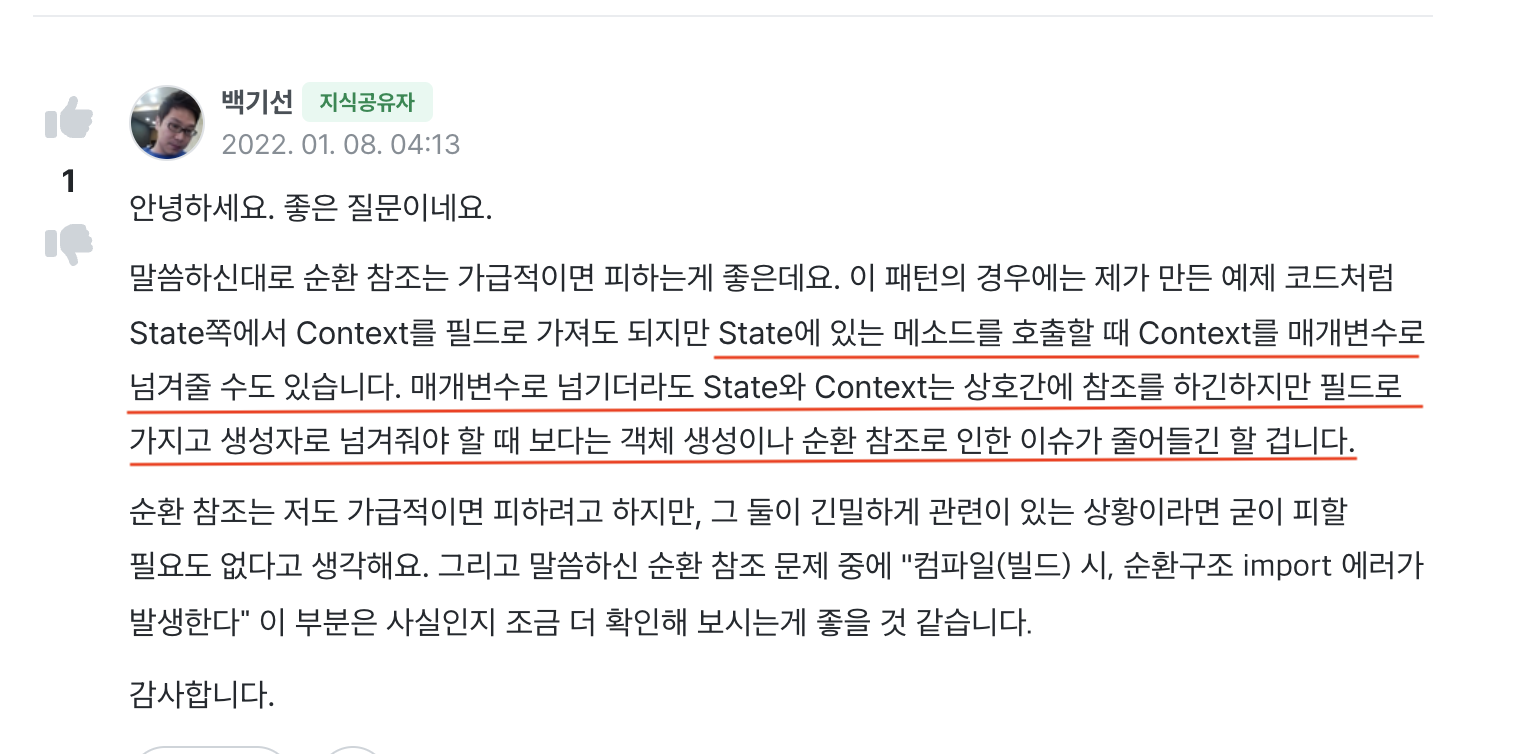 백기선 지식공유자
2022. 01. 08. 04:13
1
안녕하세요. 좋은 질문이네요.
말씀하신대로 순환 참조는 가급적이면 피하는게 좋은데요. 이 패턴의 경우에는 제가 만든 예제 코드처럼
State쪽에서 Context를 필드로 가져도 되지만 State에 있는 메소드를 호출할 때 Context를 매개변수로
넘겨줄 수도 있습니다. 매개변수로 넘기더라도 State와 Context는 상호간에 참조를 하긴하지만 필드로
가지고 생성자로 넘겨줘야 할 때 보다는 객체 생성이나 순환 참조로 인한 이슈가 줄어들긴 할 겁니다.
순환 참조는 저도 가급적이면 피하려고 하지만, 그 둘이 긴밀하게 관련이 있는 상황이라면 굳이 피할
필요도 없다고 생각해요. 그리고 말씀하신 순환 참조 문제 중에 "컴파일(빌드) 시, 순환구조 import 에러가
발생한다" 이 부분은 사실인지 조금 더 확인해 보시는게 좋을 것 같습니다.
감사합니다.